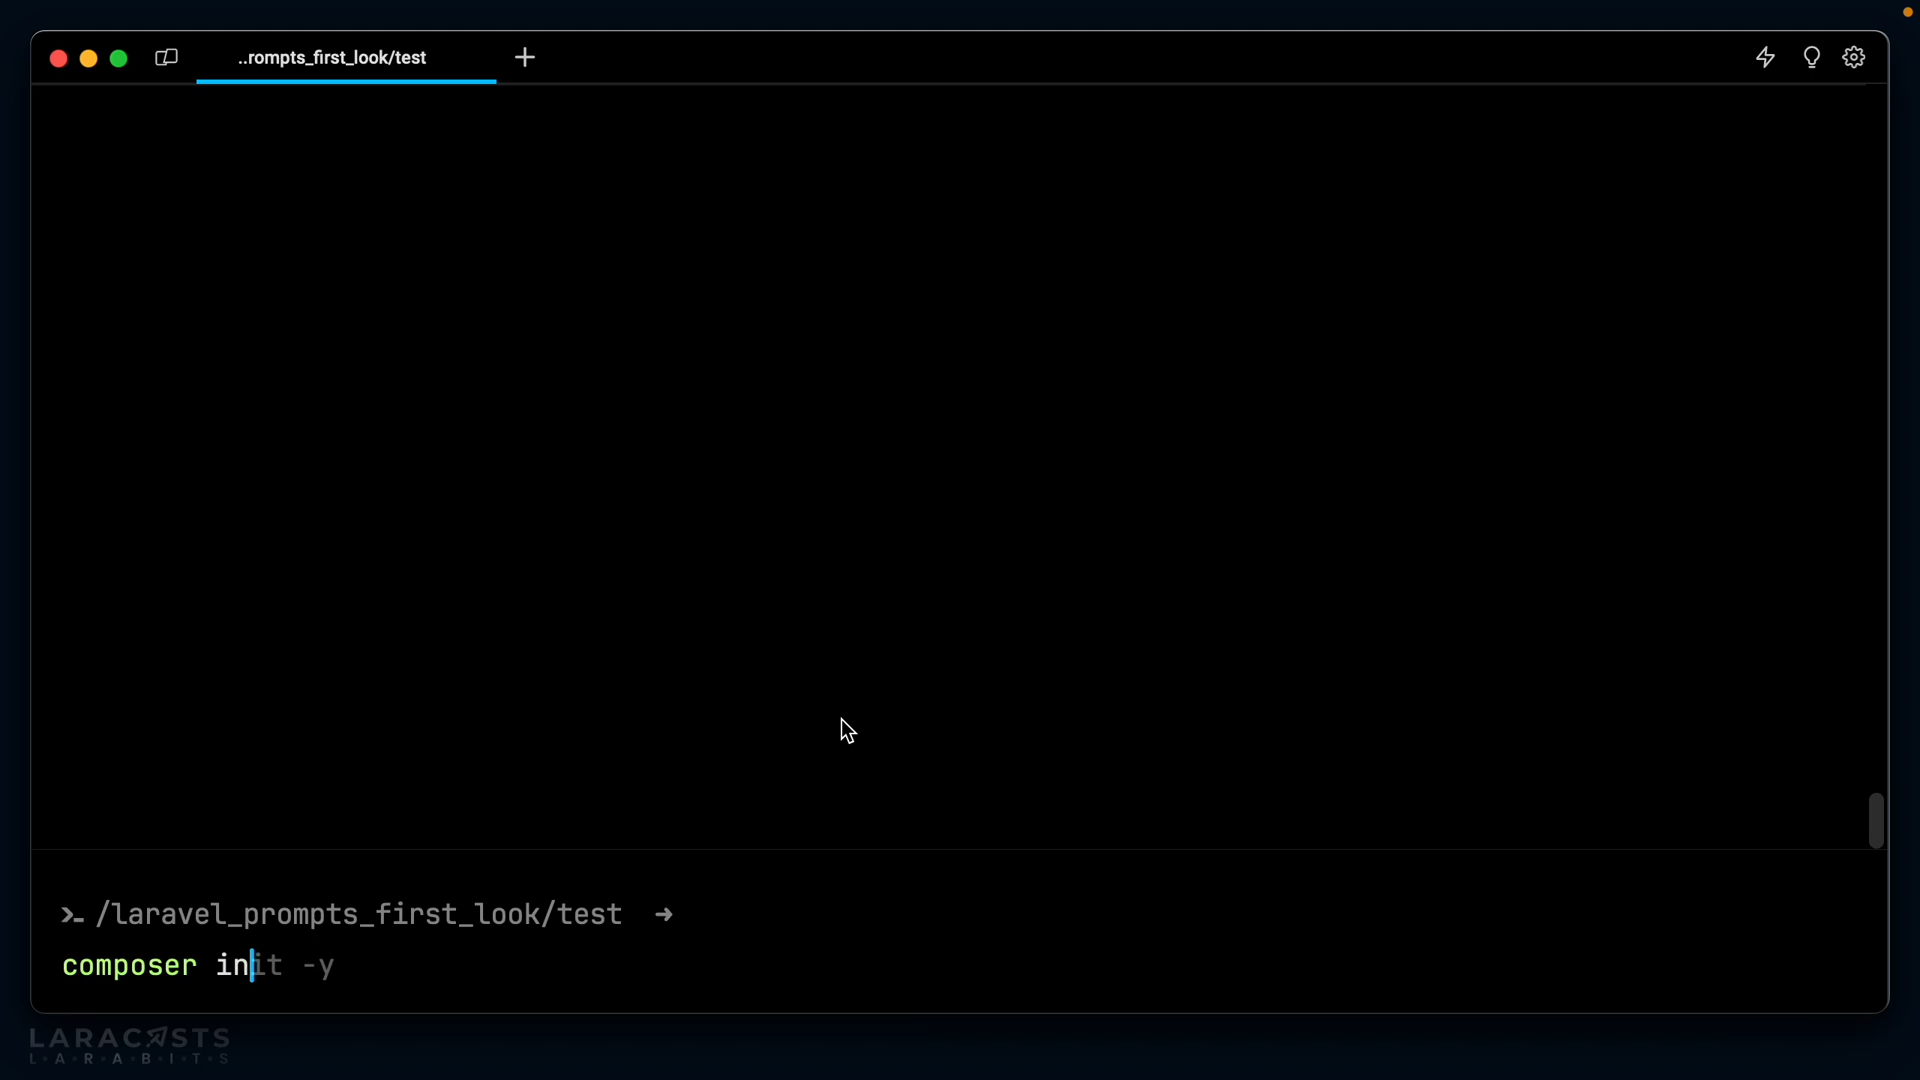 ..rompts_first_look/test
/laravel_prompts_first_look/test
composer init -y
LARACASTS
L·A·R·A·B·I·T·S